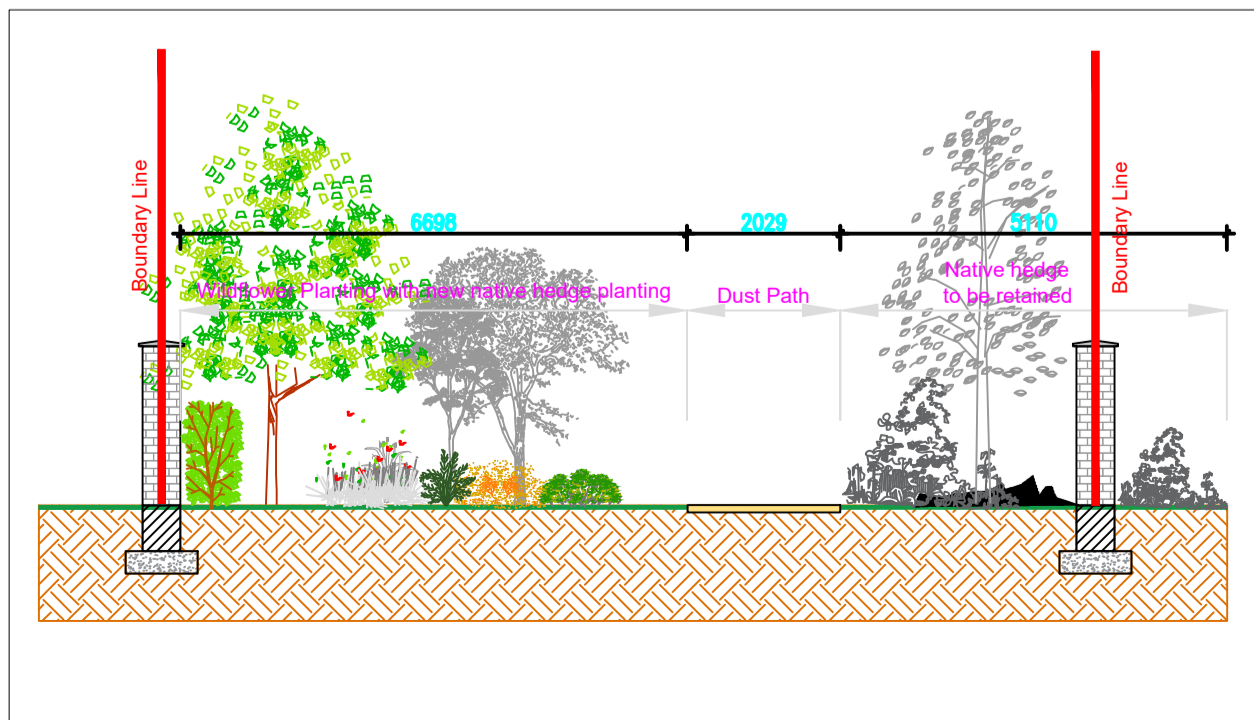 Boundary Line
6698
2029
5110
Boundary Line
Wildflower Planting with new native hedge planting
Dust Path
Native hedge
to be retained